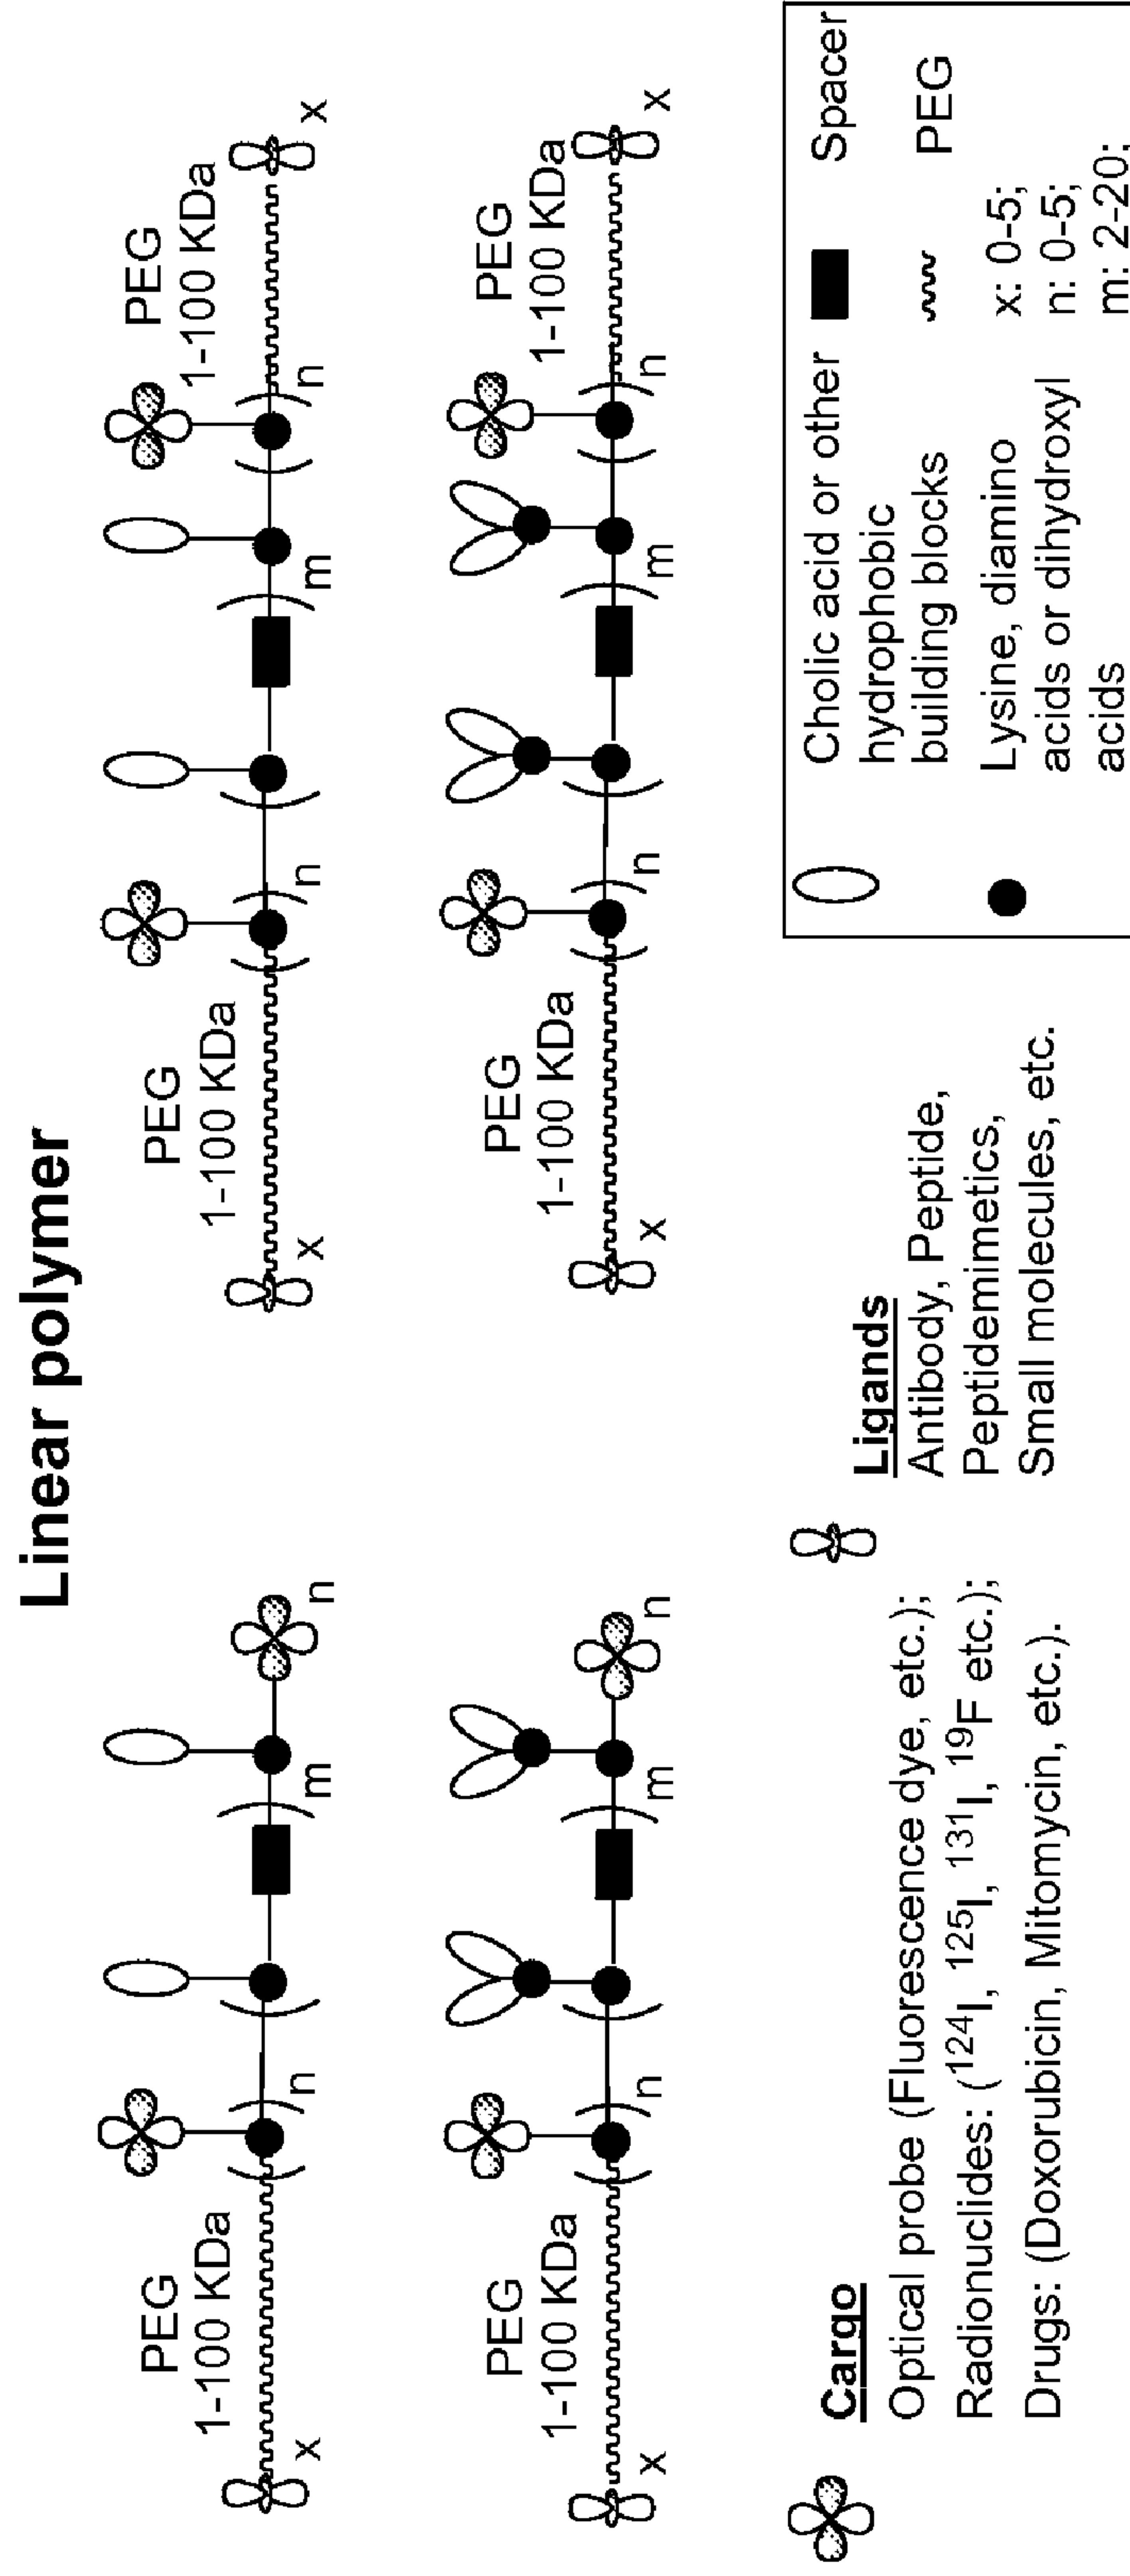 Linear polymer
PEG
1-100 KDa
x
n
m
n
PEG
1-100 KDa
x
n
m
n
PEG
1-100 KDa
x
PEG
1-100 KDa
x
n
m
n
PEG
1-100 KDa
x
n
m
n
PEG
1-100 KDa
x
Cargo
Optical probe (Fluorescence dye, etc.);
Radionuclides: (¹²⁴I, ¹²⁵I, ¹³¹I, ¹⁹F etc.);
Drugs: (Doxorubicin, Mitomycin, etc.).
Ligands
Antibody, Peptide,
Peptidemimetics,
Small molecules, etc.
Cholic acid or other
hydrophobic
building blocks
Lysine, diamino
acids or dihydroxyl
acids
Spacer
PEG
x: 0-5;
n: 0-5;
m: 2-20;